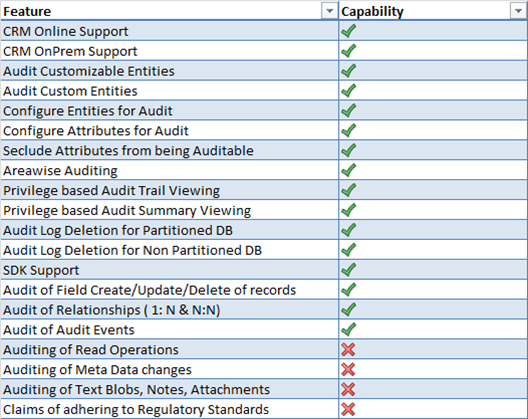 Feature Capability
CRM Online Support
CRM OnPrem Support
Audit Customizable Entities
Audit Custom Entities
Configure Entities for Audit
Configure Attributes for Audit
Seclude Attributes from being Auditable
Areawise Auditing
Privilege based Audit Trail Viewing
Privilege based Audit Summary Viewing
Audit Log Deletion for Partitioned DB
Audit Log Deletion for Non Partitioned DB
SDK Support
Audit of Field Create/Update/Delete of records
Audit of Relationships ( 1: N & N:N)
Audit of Audit Events
Auditing of Read Operations
Auditing of Meta Data changes
Auditing of Text Blobs, Notes, Attachments
Claims of adhering to Regulatory Standards